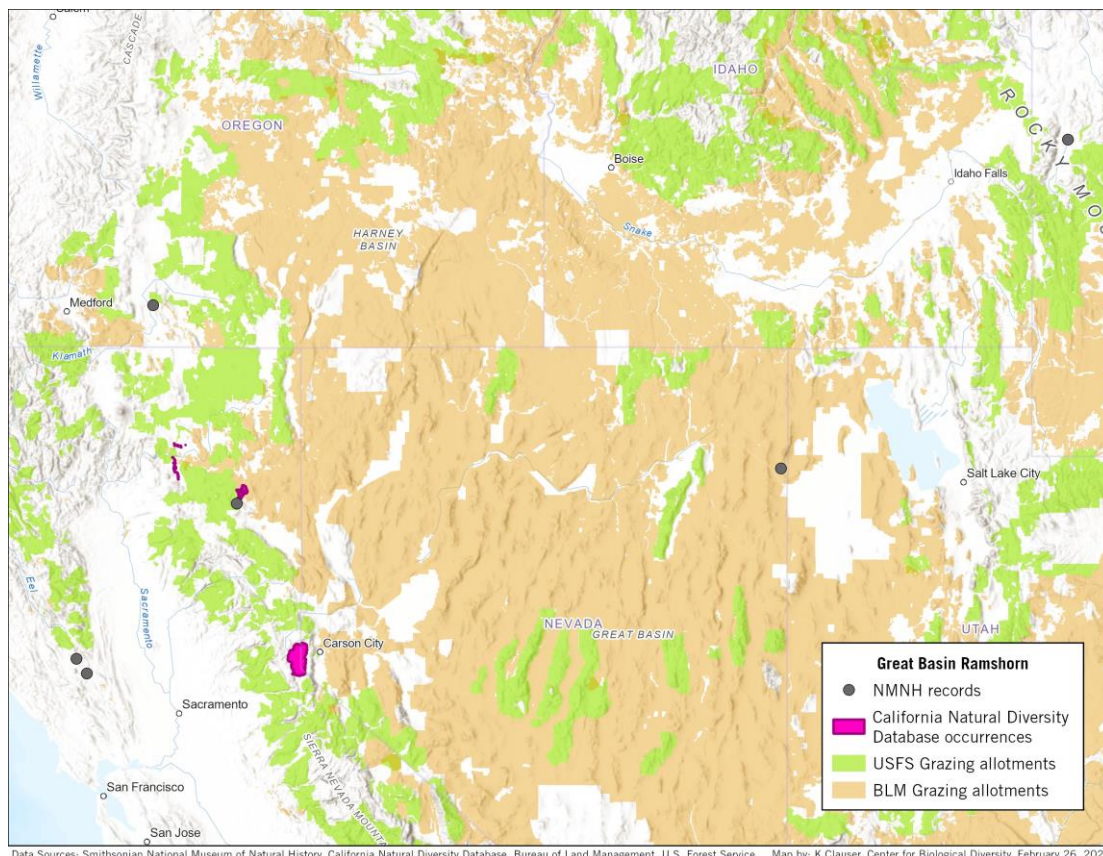 Salem
CASCADE
Willamette
OREGON
IDAHO
ROCKY MO
Boise
Idaho Falls
HARNEY
BASIN
Snake
Medford
Klamath
Salt Lake City
Eel
Sacramento
NEVADA
GREAT BASIN
UTAH
Carson City
Sacramento
SIERRA NEVADA MOUNTA
San Francisco
San Jose
Great Basin Ramshorn
NMNH records
California Natural Diversity
Database occurrences
USFS Grazing allotments
BLM Grazing allotments
Data Sources: Smithsonian National Museum of Natural History, California Natural Diversity Database, Bureau of Land Management, U.S. Forest Service Map by: K Clauser, Center for Biological Diversity, February 26, 202